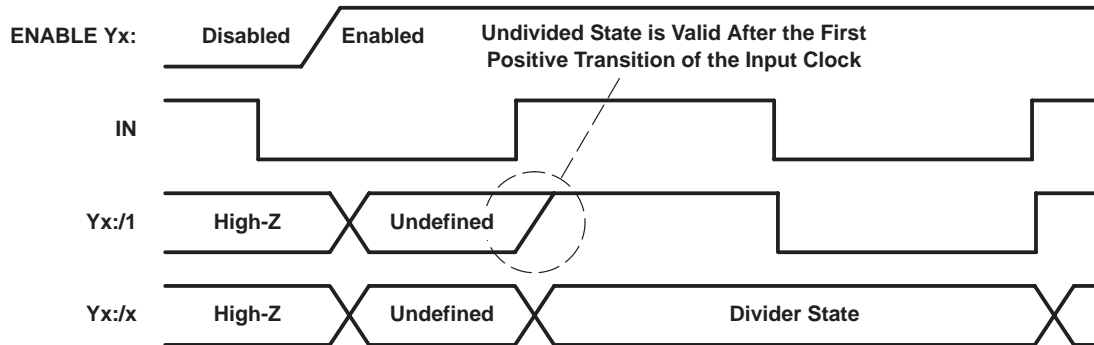 ENABLE Yx: Disabled Enabled Undivided State is Valid After the First
Positive Transition of the Input Clock
IN
Yx:/1 High-Z Undefined
Yx:/x High-Z Undefined Divider State